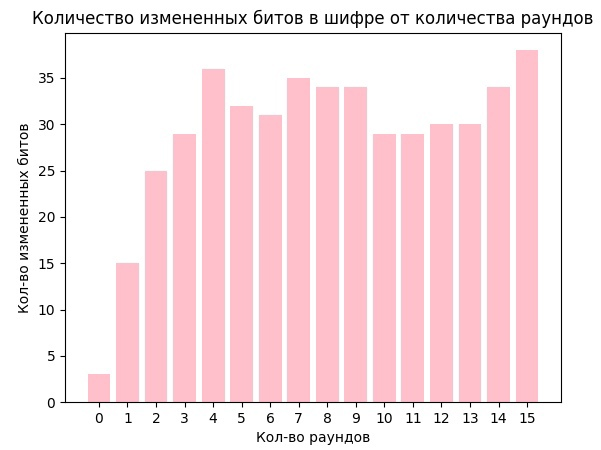 Количество измененных битов в шифре от количества раундов
Кол-во измененных битов
35
30
25
20
15
10
5
0
0 1 2 3 4 5 6 7 8 9 10 11 12 13 14 15
Кол-во раундов